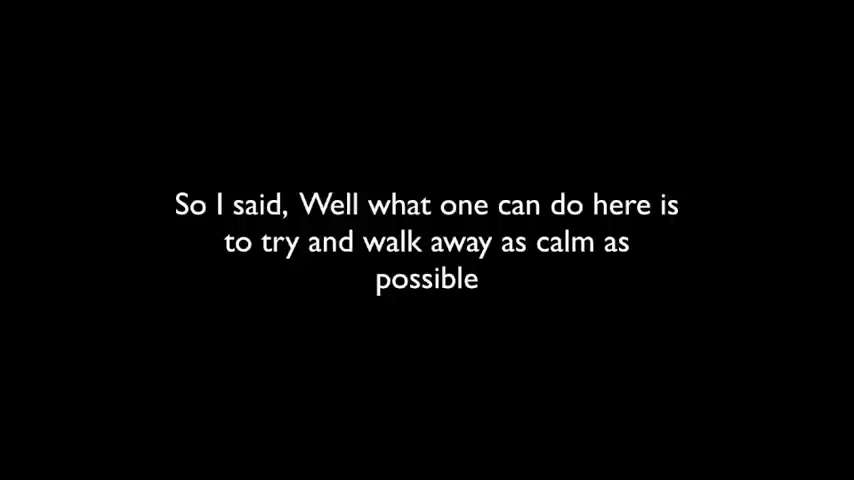 So I said, Well what one can do here is
to try and walk away as calm as
possible